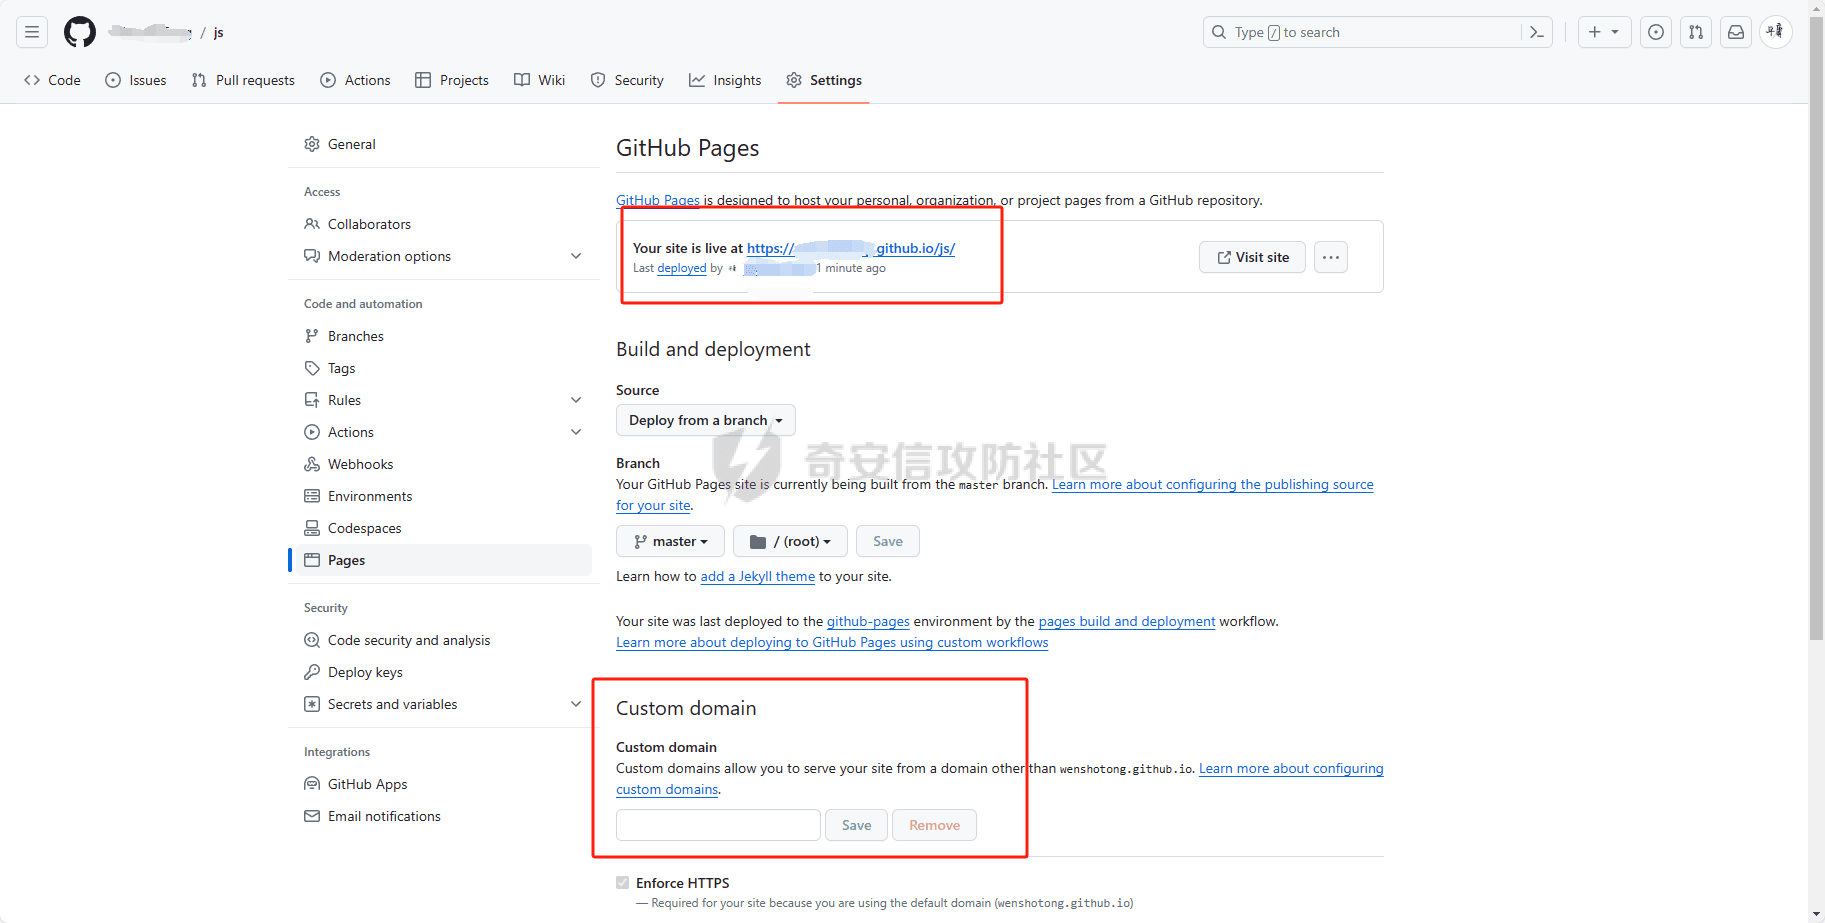 / js
Type / to search
Code
Issues
Pull requests
Actions
Projects
Wiki
Security
Insights
Settings
General
Access
Collaborators
Moderation options
Code and automation
Branches
Tags
Rules
Actions
Webhooks
Environments
Codespaces
Pages
Security
Code security and analysis
Deploy keys
Secrets and variables
Integrations
GitHub Apps
Email notifications
GitHub Pages
GitHub Pages is designed to host your personal, organization, or project pages from a GitHub repository.
Your site is live at https:// .github.io/js/
Last deployed by 1 minute ago
Visit site
Build and deployment
Source
Deploy from a branch
奇安信攻防社区
Branch
Your GitHub Pages site is currently being built from the master branch. Learn more about configuring the publishing source
for your site.
master
/ (root)
Save
Learn how to add a Jekyll theme to your site.
Your site was last deployed to the github-pages environment by the pages build and deployment workflow.
Learn more about deploying to GitHub Pages using custom workflows
Custom domain
Custom domain
Custom domains allow you to serve your site from a domain other than wenshotong.github.io. Learn more about configuring
custom domains.
Save
Remove
Enforce HTTPS
— Required for your site because you are using the default domain (wenshotong.github.io)